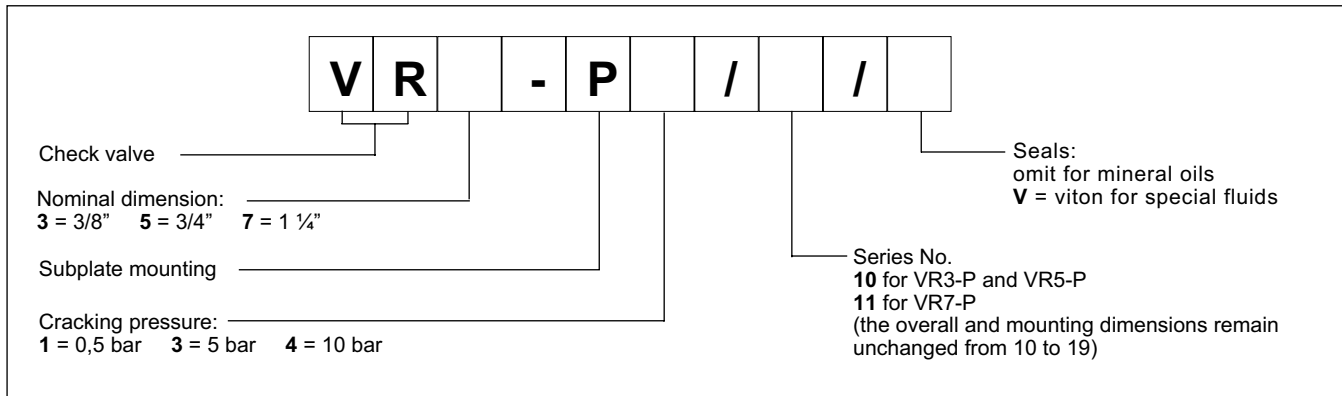 V R - P / /
Check valve
Nominal dimension:
3 = 3/8” 5 = 3/4” 7 = 1 ¼”
Subplate mounting
Cracking pressure:
1 = 0,5 bar 3 = 5 bar 4 = 10 bar
Seals:
omit for mineral oils
V = viton for special fluids
Series No.
10 for VR3-P and VR5-P
11 for VR7-P
(the overall and mounting dimensions remain
unchanged from 10 to 19)